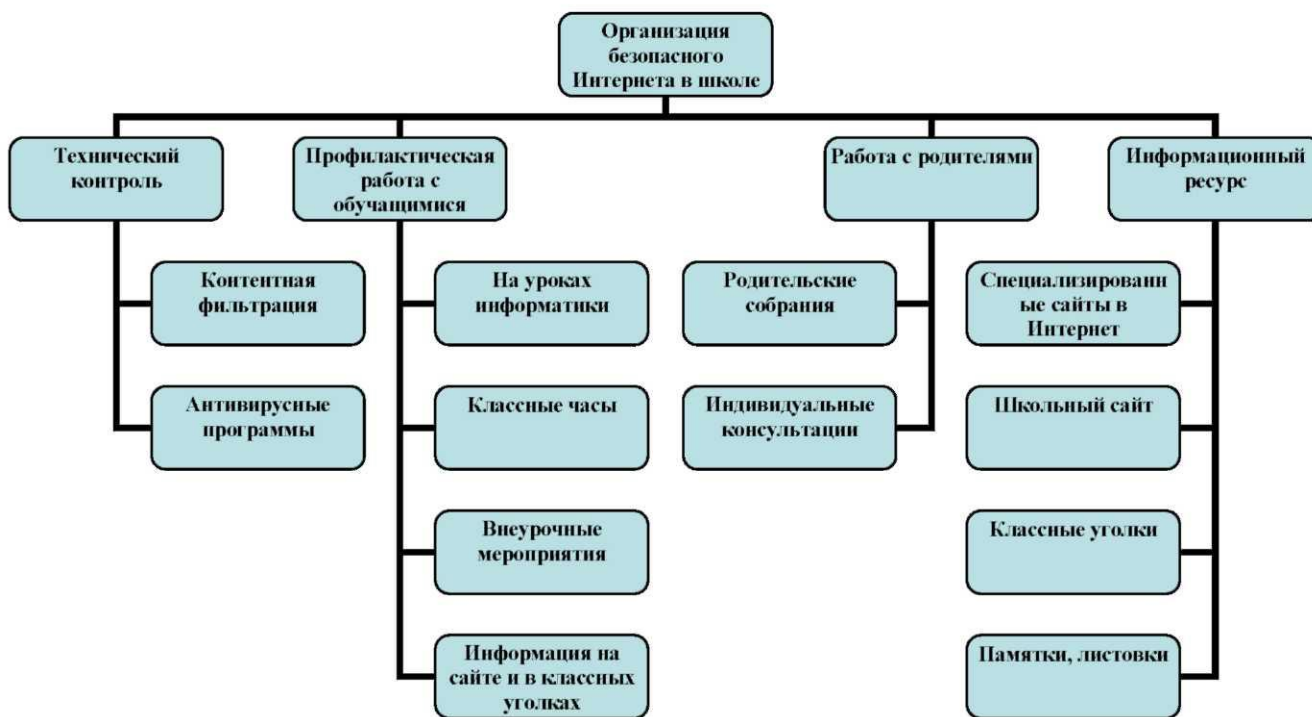 Организация
безопасного
Интернета в школе
Технический
контроль
Профилактическая
работа с
обучащимися
Работа с родителями
Информационный
ресурс
Контентная
фильтрация
Антивирусные
программы
На уроках
информатики
Классные часы
Внеурочные
мероприятия
Информация на
сайте и в классных
уголках
Родительские
собрания
Индивидуальные
консультации
Специализированн
ые сайты в
Интернет
Школьный сайт
Классные уголки
Памятки, листовки